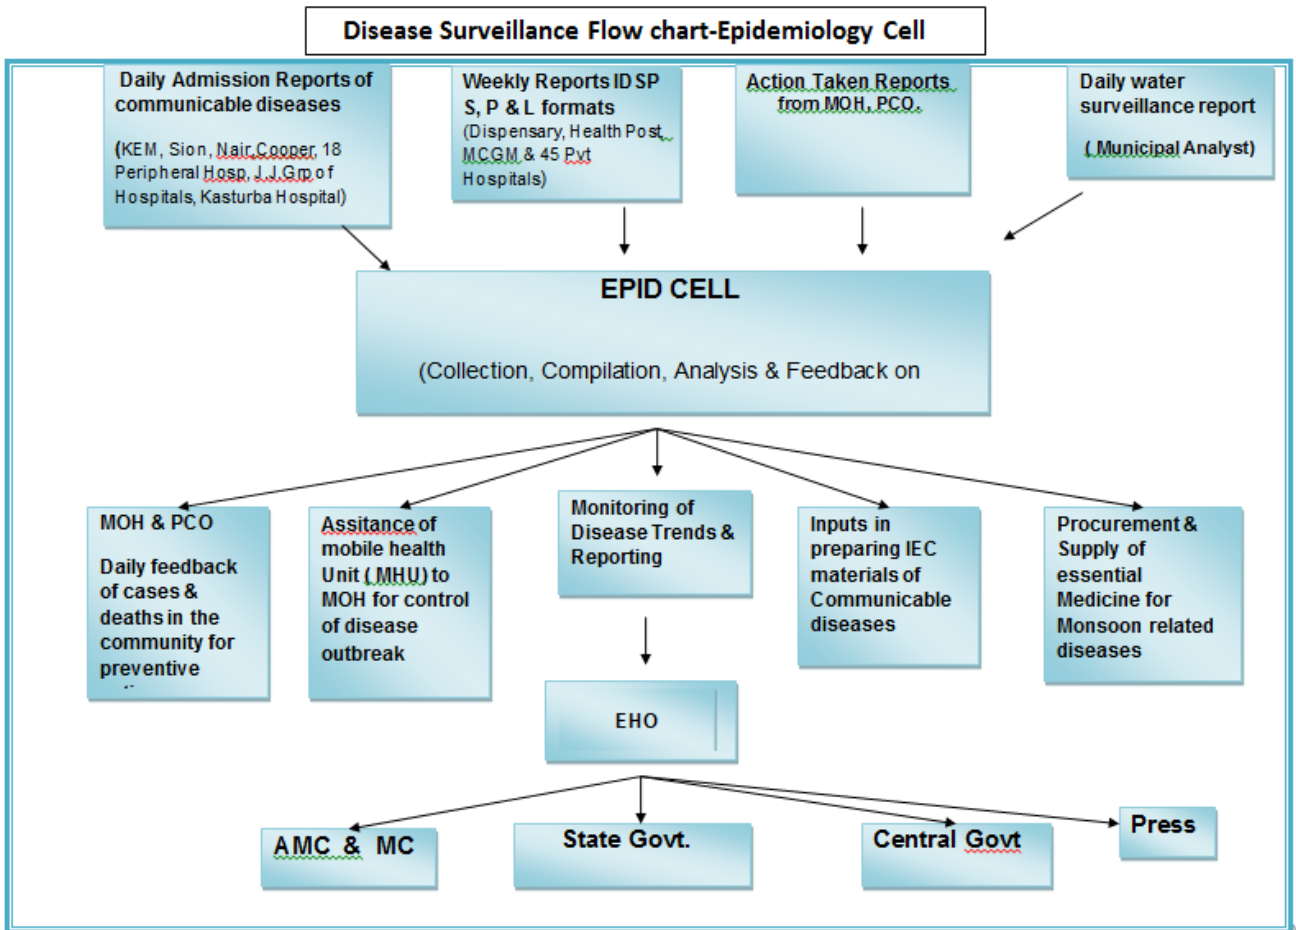 Disease Surveillance Flow chart-Epidemiology Cell
Daily Admission Reports of
communicable diseases
(KEM, Sion, Nair,Cooper, 18
Peripheral Hosp, J.J.Grp of
Hospitals, Kasturba Hospital)
Weekly Reports IDSP
S, P & L formats
(Dispensary, Health Post,
MCGM & 45 Pvt
Hospitals)
Action Taken Reports
from MOH, PCO.
Daily water
surveillance report
( Municipal Analyst)
EPID CELL
(Collection, Compilation, Analysis & Feedback on
MOH & PCO
Daily feedback
of cases &
deaths in the
community for
preventive
Assitance of
mobile health
Unit ( MHU) to
MOH for control
of disease
outbreak
Monitoring of
Disease Trends &
Reporting
Inputs in
preparing IEC
materials of
Communicable
diseases
Procurement &
Supply of
essential
Medicine for
Monsoon related
diseases
EHO
AMC & MC
State Govt.
Central Govt
Press